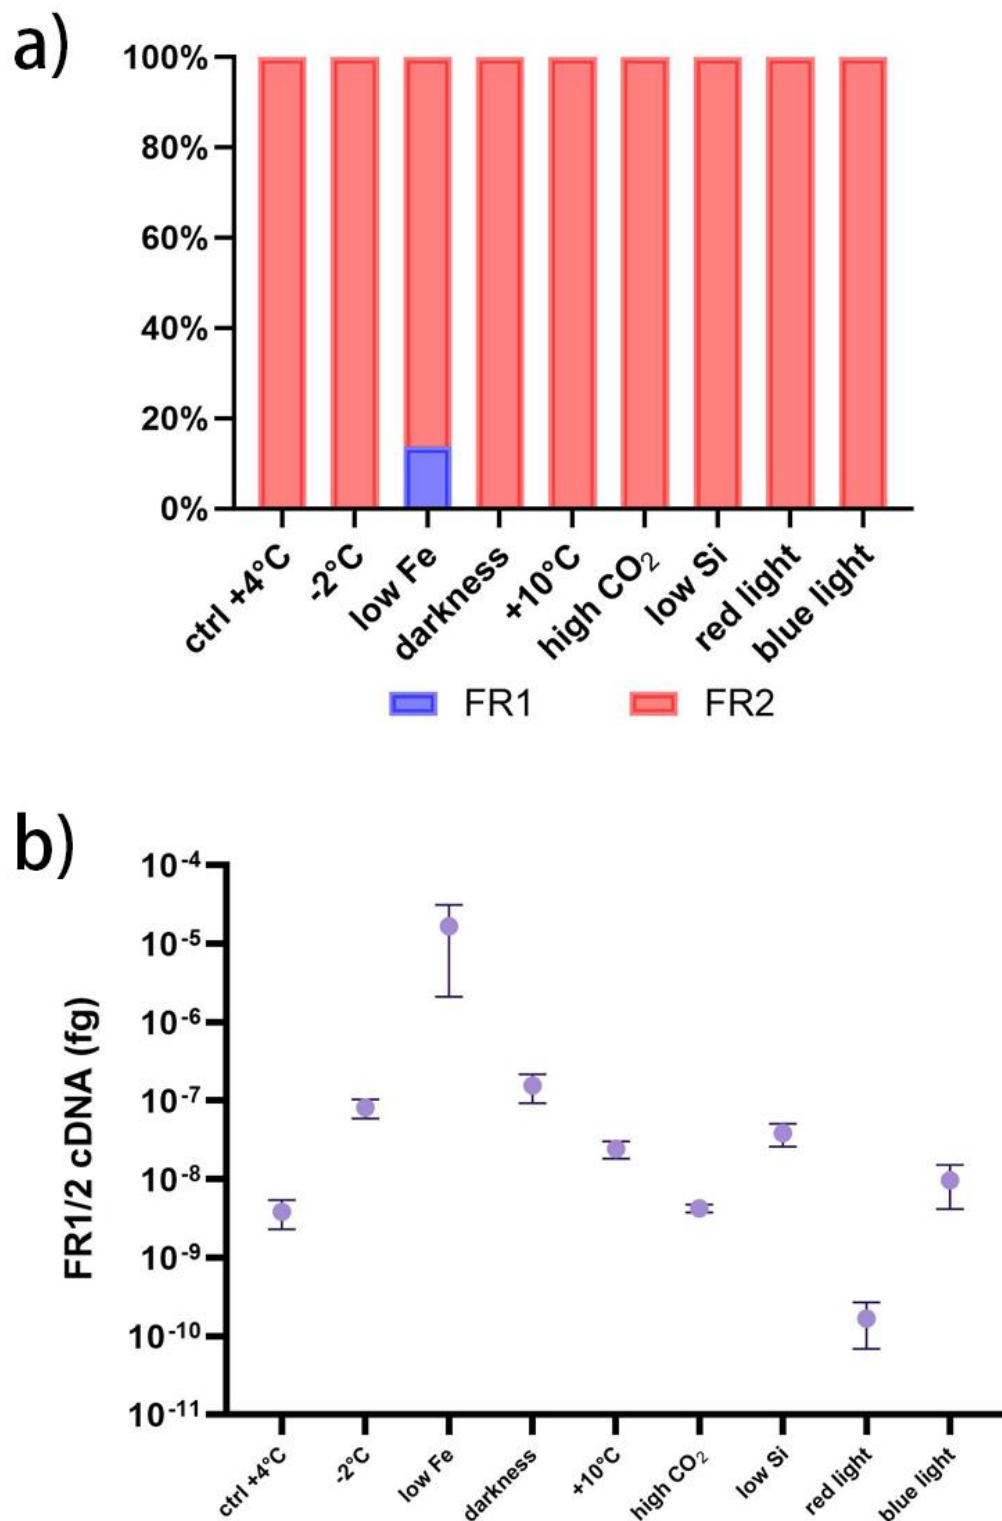 a)
100%
80%
60%
40%
20%
0%
ctrl +4°C
-2°C
low Fe
darkness
+10°C
high CO₂
low Si
red light
blue light
FR1
FR2
b)
FR1/2 cDNA (fg)
10⁻⁴
10⁻⁵
10⁻⁶
10⁻⁷
10⁻⁸
10⁻⁹
10⁻¹⁰
10⁻¹¹
ctrl +4°C
-2°C
low Fe
darkness
+10°C
high CO₂
low Si
red light
blue light